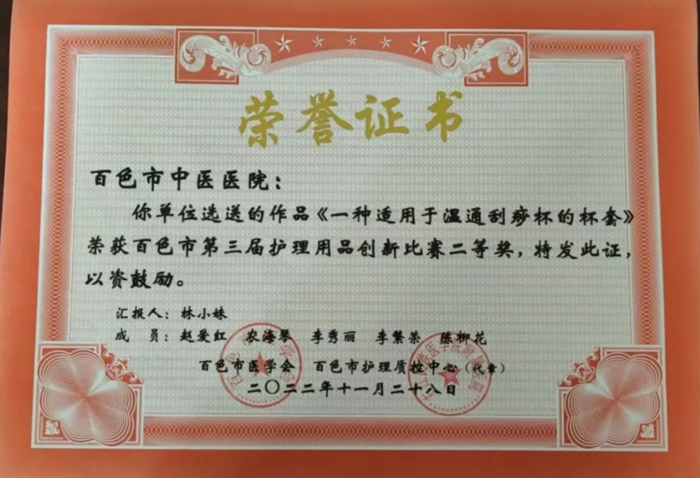 荣誉证书
百色市中医医院：
你单位选送的作品《一种适用于温通刮痧杯的杯套》
荣获百色市第三届护理用品创新比赛二等奖，特发此证，
以资鼓励。
汇报人：林小妹
成 员：赵爱红 农海琴 李秀丽 李繁荣 陈柳花
百色市医学会 百色市护理质控中心（代章）
二〇二二年十一月二十八日